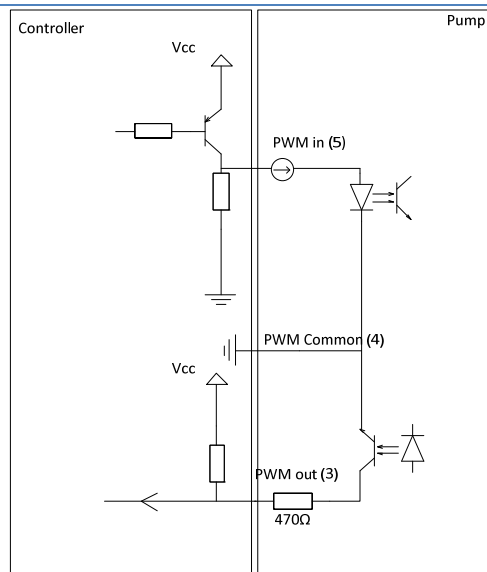 Controller
Pump
Vcc
PWM in (5)
PWM Common (4)
Vcc
PWM out (3)
470Ω